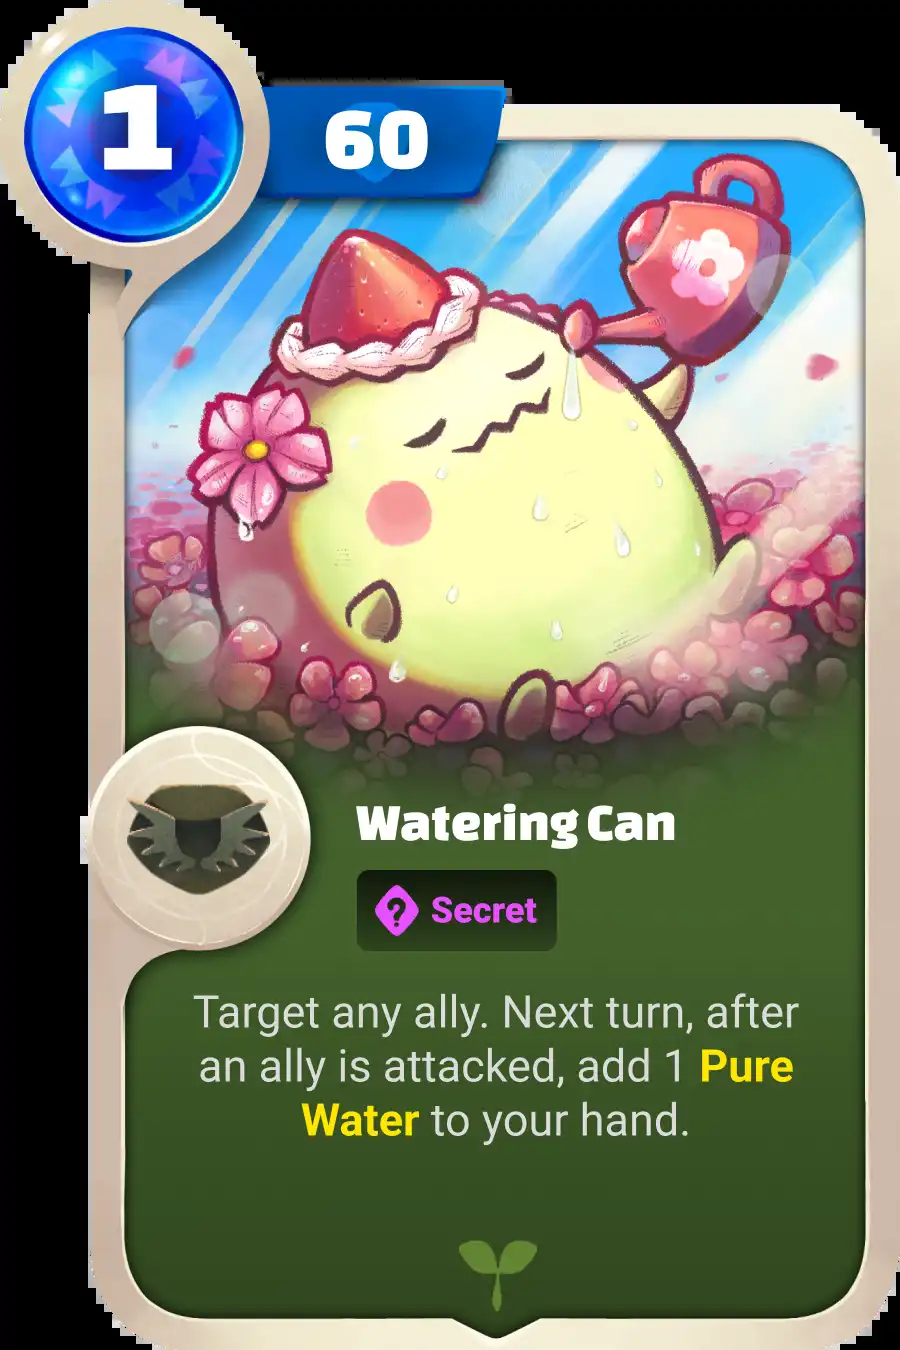 1
60
Watering Can
? Secret
Target any ally. Next turn, after
an ally is attacked, add 1 Pure
Water to your hand.